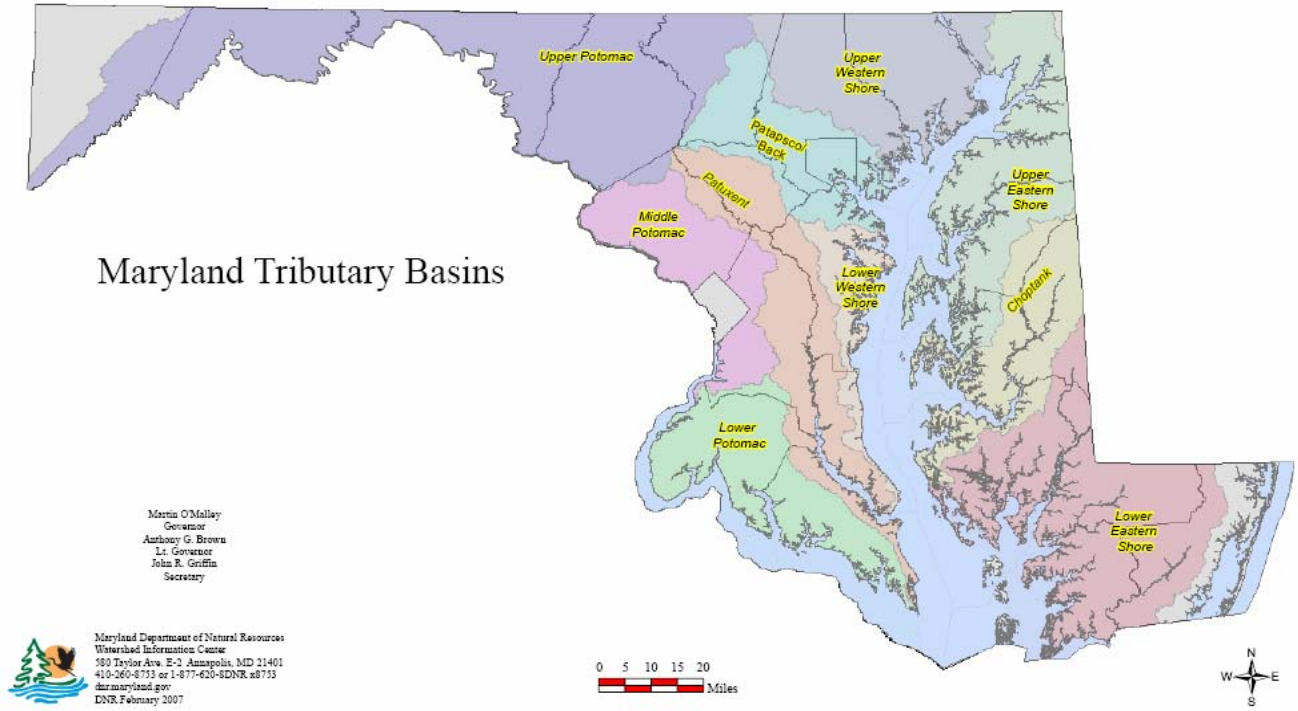 Upper Potomac
Upper
Western
Shore
Patapsco/
Back
Patuxent
Upper
Eastern
Shore
Middle
Potomac
Maryland Tributary Basins
Lower
Western
Shore
Choptank
Lower
Potomac
Lower
Eastern
Shore
Martin O'Malley
Governor
Anthony G. Brown
Lt. Governor
John R. Griffin
Secretary
Maryland Department of Natural Resources
Watershed Information Center
580 Taylor Ave. E-2 Annapolis, MD 21401
410-260-8753 or 1-877-620-8DNR x8753
dnr.maryland.gov
DNR February 2007
0 5 10 15 20
Miles
N
W E
S